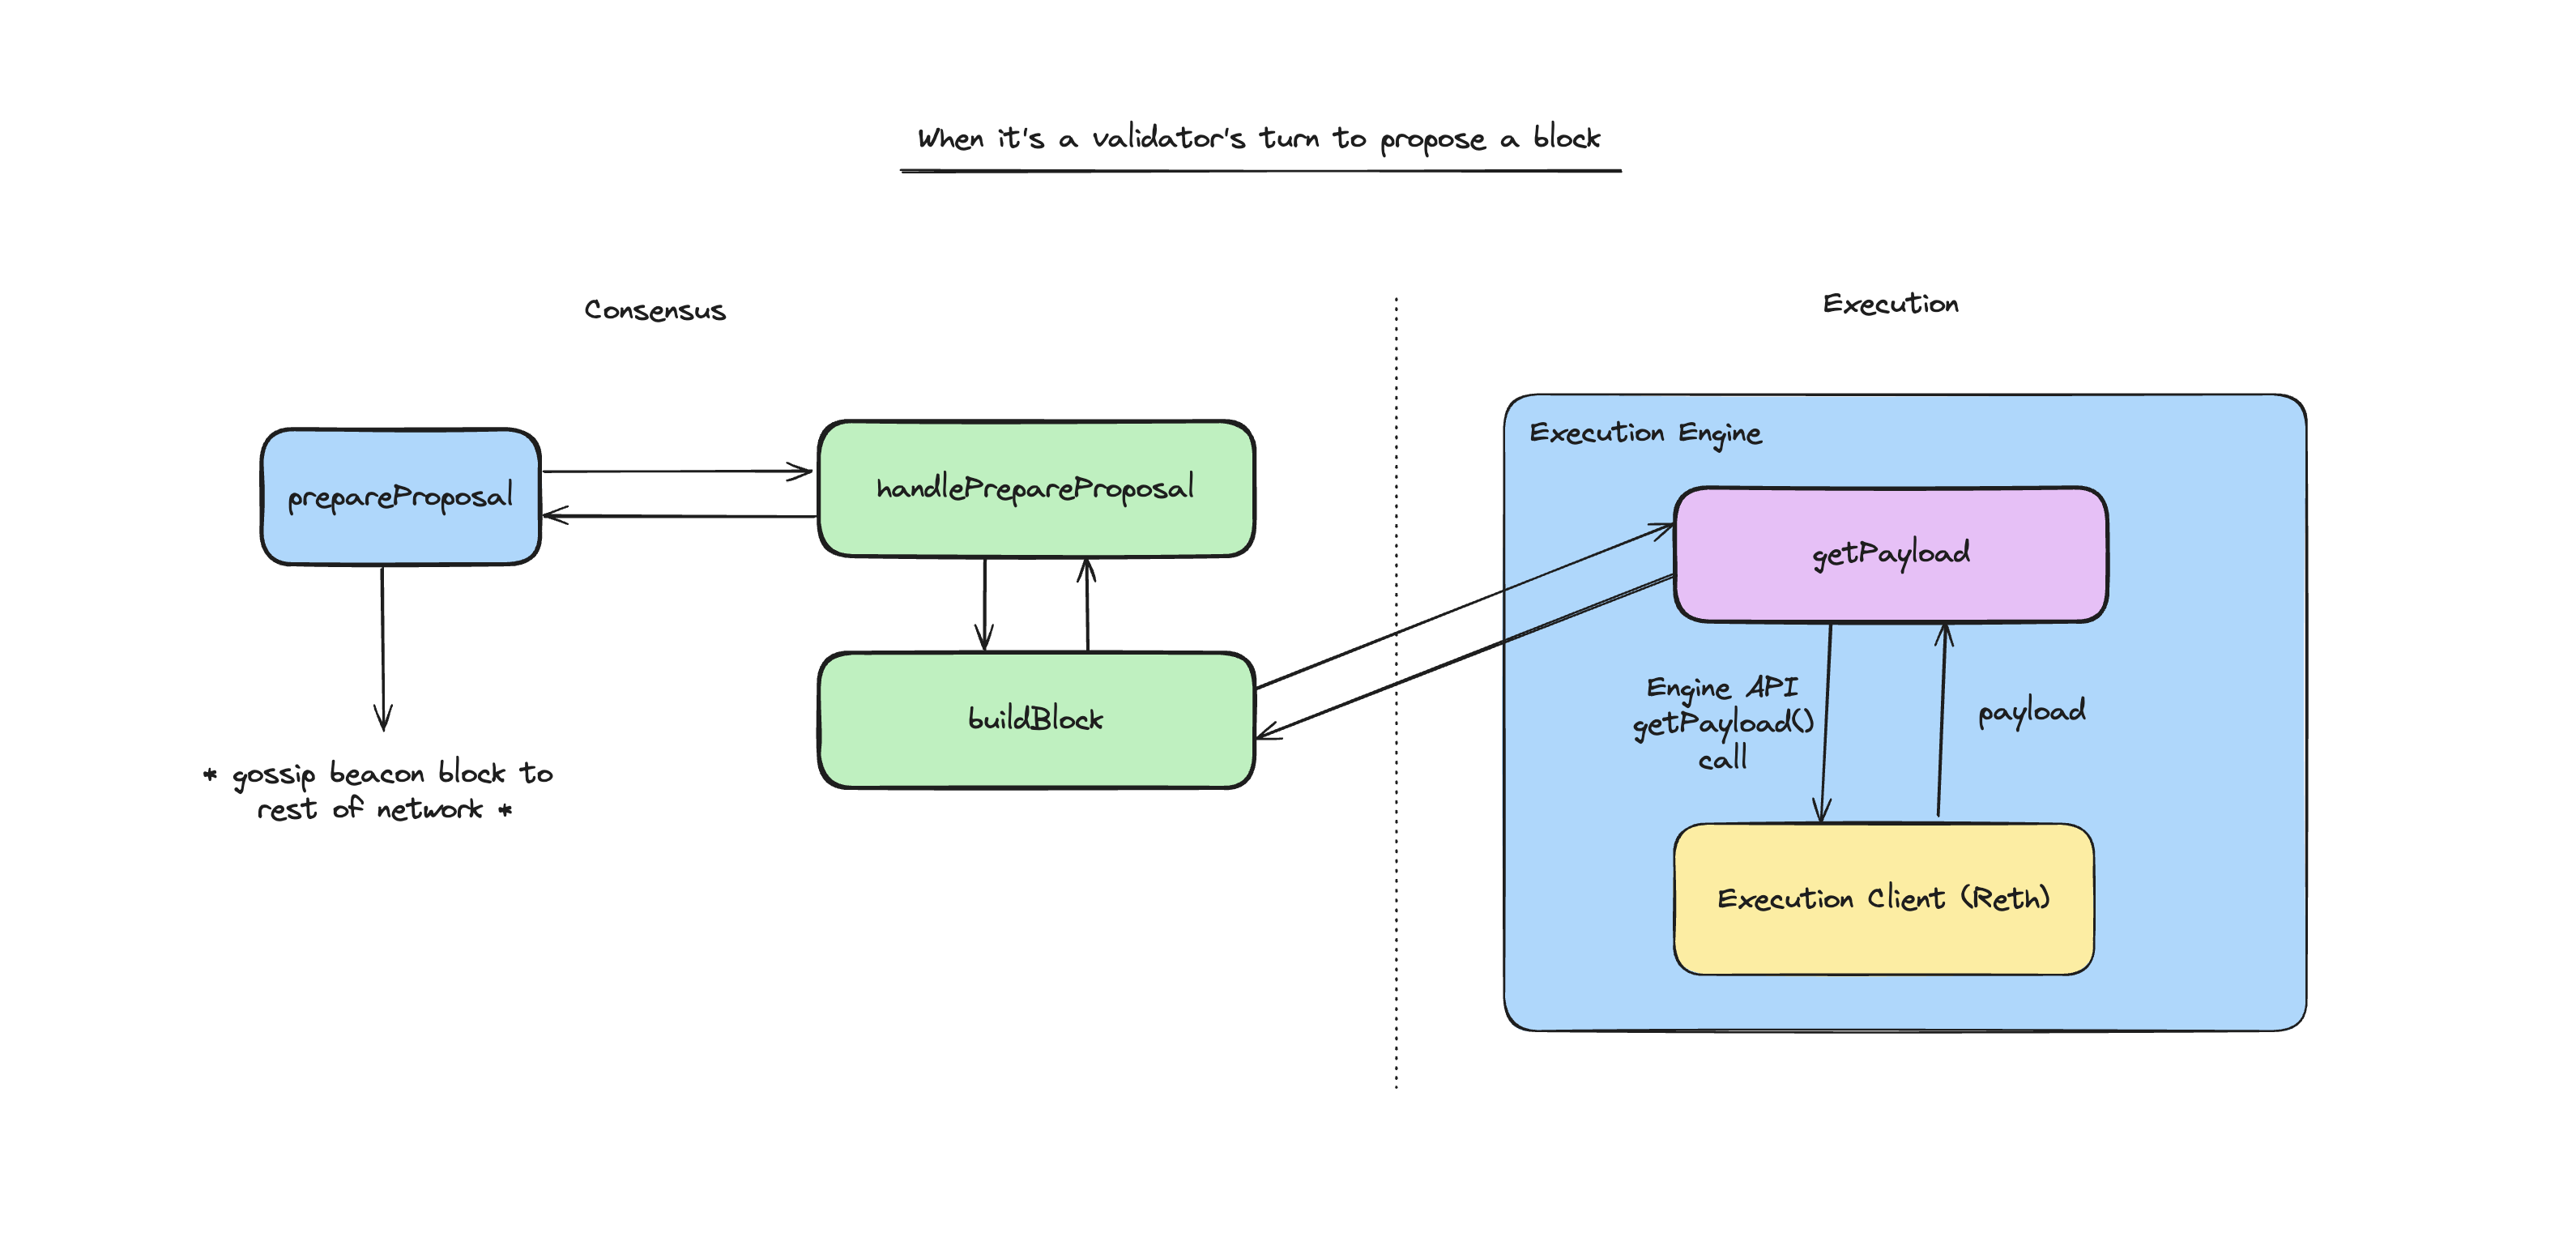 When it's a validator's turn to propose a block
Consensus
Execution
prepareProposal
handlePrepareProposal
buildBlock
* gossip beacon block to
rest of network *
Execution Engine
getPayload
Engine API
getPayload()
call
payload
Execution Client (Reth)